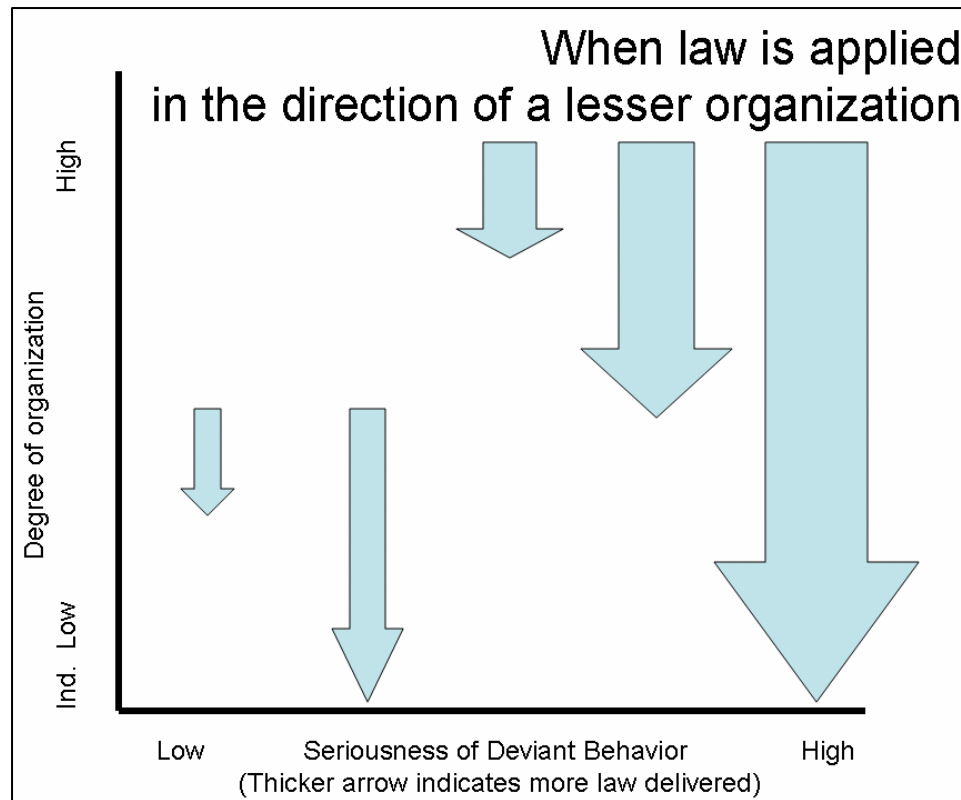 When law is applied
in the direction of a lesser organization
High
Degree of organization
Ind. Low
Low Seriousness of Deviant Behavior High
(Thicker arrow indicates more law delivered)